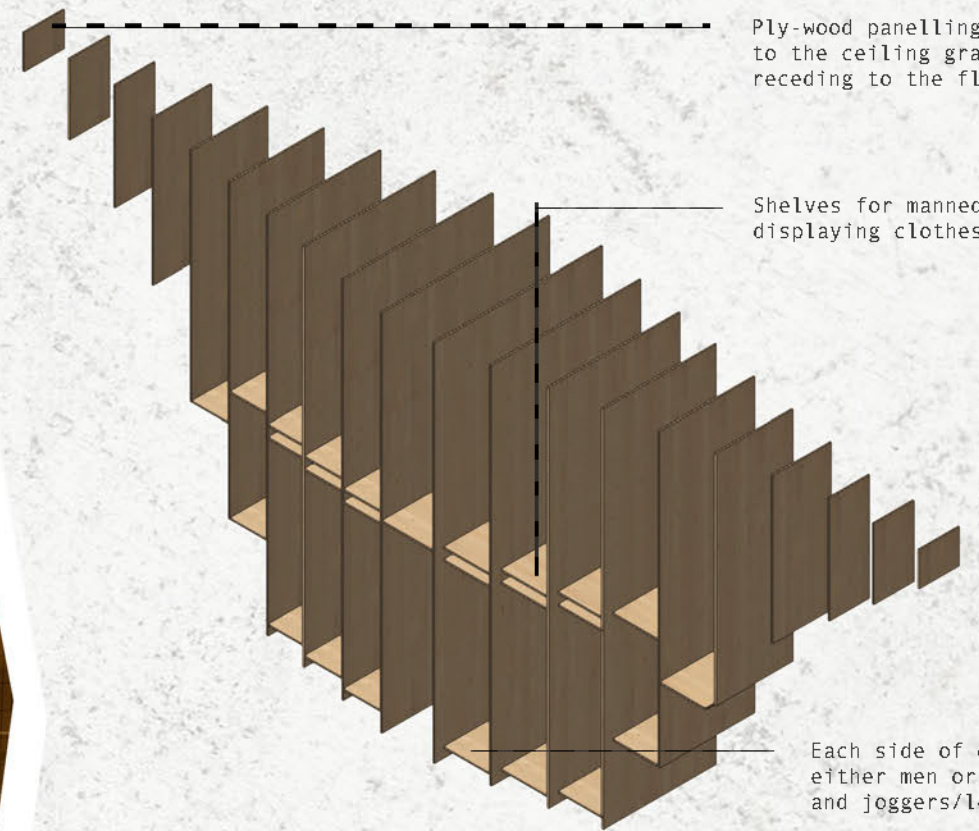 Ply-wood panelling
to the ceiling gra
receding to the fl
Shelves for manned
displaying clothes
Each side of
either men or
and joggers/l